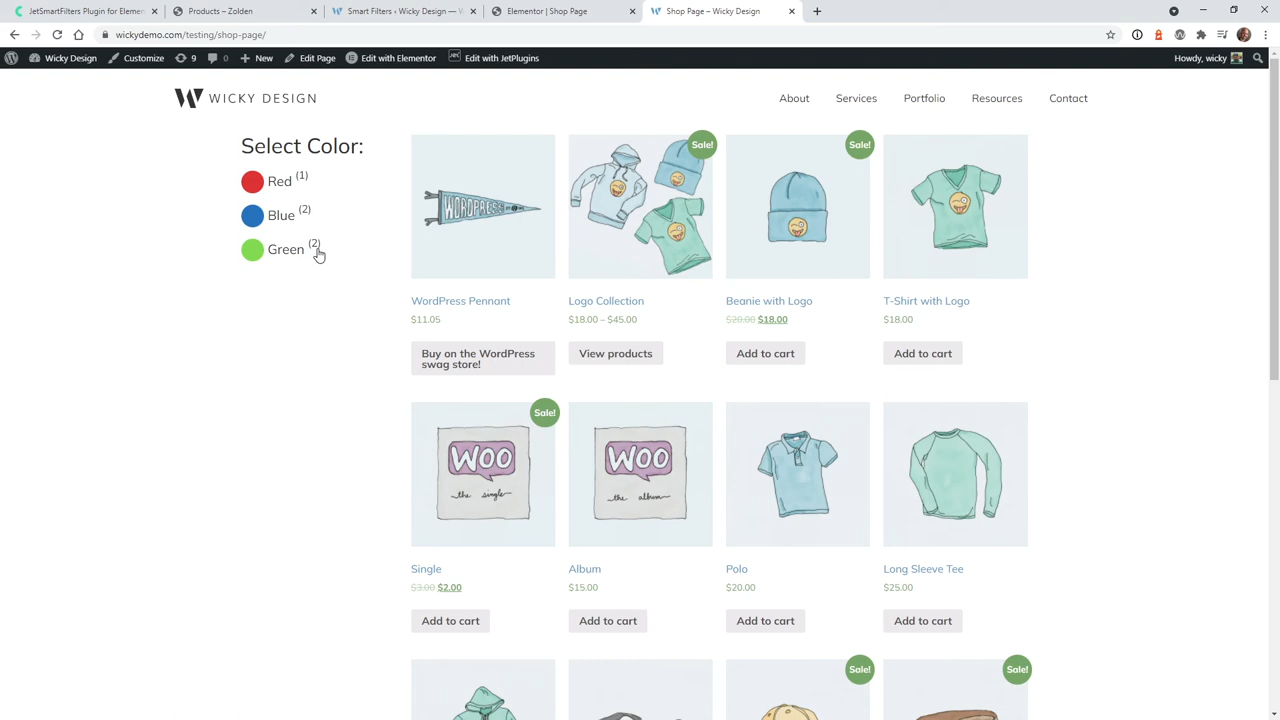 JetSmartFilters Plugin for Elemen
Products – Zolden
Smart Filters ‹ Wicky Design —
Elementor | Shop Page
Shop Page – Wicky Design
wickydemo.com/testing/shop-page/
Wicky Design
Customize
9
0
New
Edit Page
Edit with Elementor
Edit with JetPlugins
Howdy, wicky
WICKY DESIGN
About
Services
Portfolio
Resources
Contact
Select Color:
Red (1)
Blue (2)
Green (2)
WORDPRESS
Sale!
Sale!
WordPress Pennant
Logo Collection
Beanie with Logo
T-Shirt with Logo
$11.05
$18.00 – $45.00
$20.00 $18.00
$18.00
Buy on the WordPress
swag store!
View products
Add to cart
Add to cart
Sale!
WOO
the single
WOO
the album
Single
Album
Polo
Long Sleeve Tee
$3.00 $2.00
$15.00
$20.00
$25.00
Add to cart
Add to cart
Add to cart
Add to cart
Sale!
Sale!